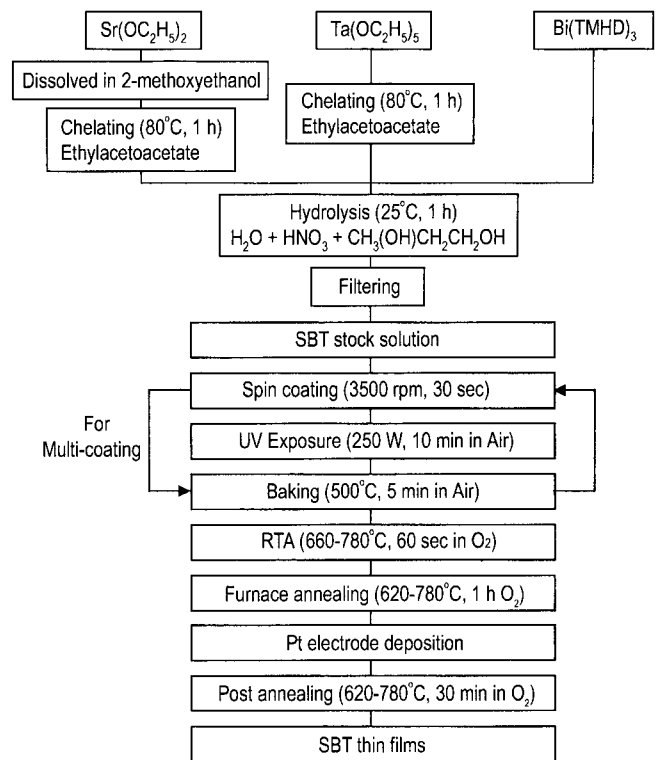 Sr(OC₂H₅)₂
Ta(OC₂H₅)₅
Bi(TMHD)₃
Dissolved in 2-methoxyethanol
Chelating (80°C, 1 h)
Ethylacetoacetate
Chelating (80°C, 1 h)
Ethylacetoacetate
Hydrolysis (25°C, 1 h)
H₂O + HNO₃ + CH₃(OH)CH₂CH₂OH
Filtering
SBT stock solution
Spin coating (3500 rpm, 30 sec)
For
Multi-coating
UV Exposure (250 W, 10 min in Air)
Baking (500°C, 5 min in Air)
RTA (660-780°C, 60 sec in O₂)
Furnace annealing (620-780°C, 1 h O₂)
Pt electrode deposition
Post annealing (620-780°C, 30 min in O₂)
SBT thin films